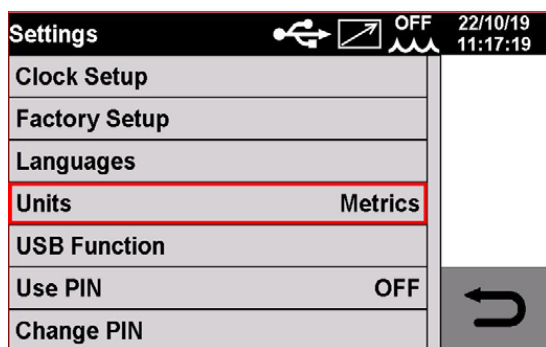 Settings
OFF
22/10/19
11:17:19
Clock Setup
Factory Setup
Languages
Units Metrics
USB Function
Use PIN OFF
Change PIN